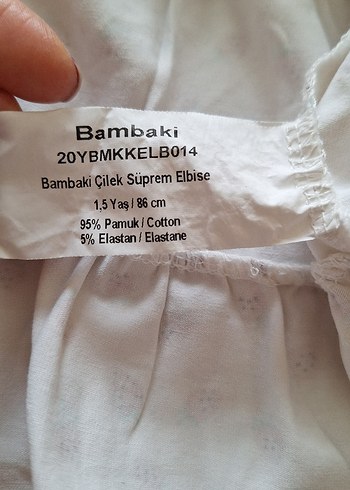 Bambaki
20YBMKKELB014
Bambaki Çilek Süprem Elbise
1,5 Yaş / 86 cm
95% Pamuk / Cotton
5% Elastan / Elastane